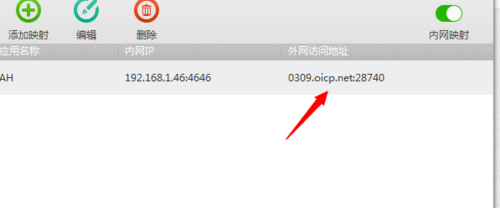 添加映射 编辑 删除 内网映射
应用名称 内网IP 外网访问地址
AH 192.168.1.46:4646 0309.oicp.net:28740